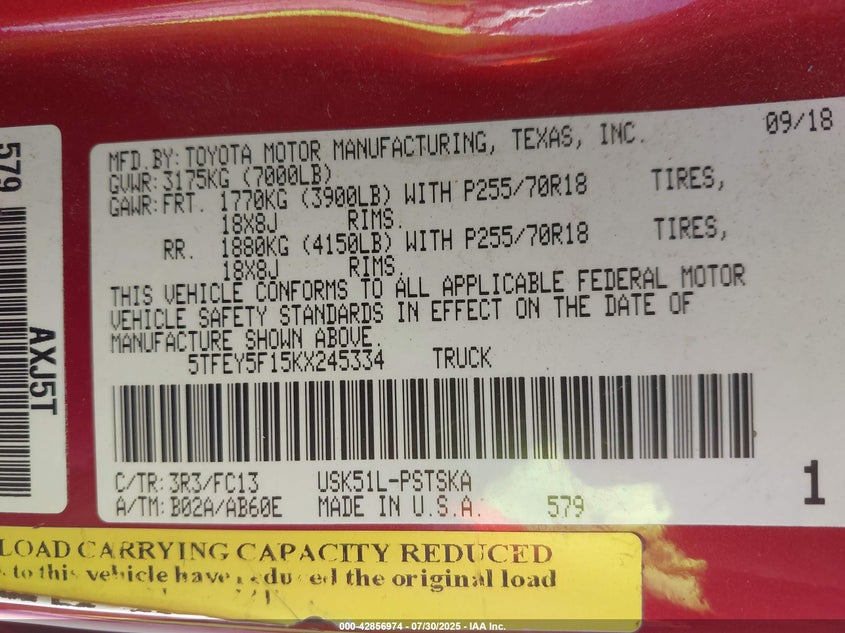 MFD.BY: TOYOTA MOTOR MANUFACTURING, TEXAS, INC. 09/18
GVWR: 3175KG (7000LB)
GAWR: FRT. 1770KG (3900LB) WITH P255/70R18 TIRES,
18X8J RIMS.
RR. 1880KG (4150LB) WITH P255/70R18 TIRES,
18X8J RIMS.
THIS VEHICLE CONFORMS TO ALL APPLICABLE FEDERAL MOTOR
VEHICLE SAFETY STANDARDS IN EFFECT ON THE DATE OF
MANUFACTURE SHOWN ABOVE.
5TFEY5F15KX245334 TRUCK
C/TR: 3R3/FC13 USK51L-PSTSKA
A/TM: B02A/AB60E MADE IN U.S.A. 579
1
579
AXJ5T
LOAD CARRYING CAPACITY REDUCED
to this vehicle have reduced the original load
000-42856974 - 07/30/2025 - IAA Inc.